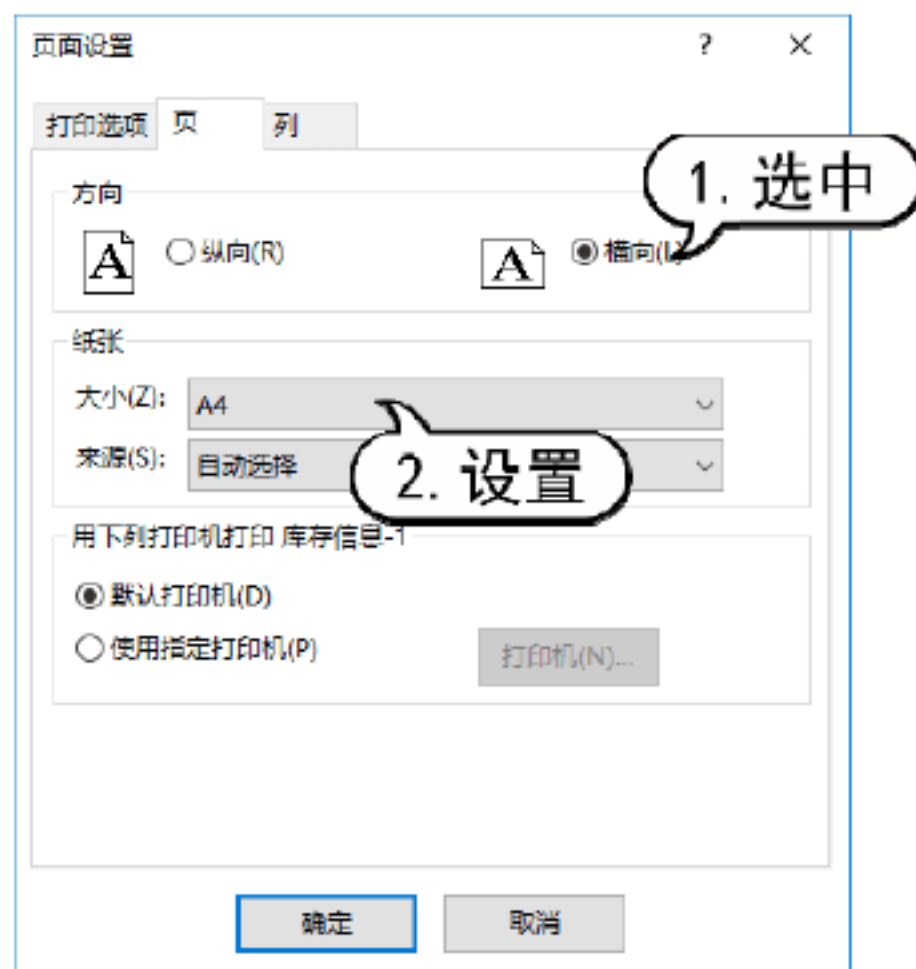 页面设置 ? ×
打印选项 页 列
方向
1. 选中
A 纵向(R) A 横向(L)
纸张
大小(Z): A4
来源(S): 自动选择
2. 设置
用下列打印机打印 库存信息-1
默认打印机(D)
使用指定打印机(P) 打印机(N)...
确定 取消